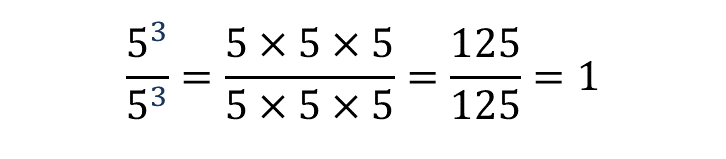 5³/5³ = 5 × 5 × 5/5 × 5 × 5 = 125/125 = 1